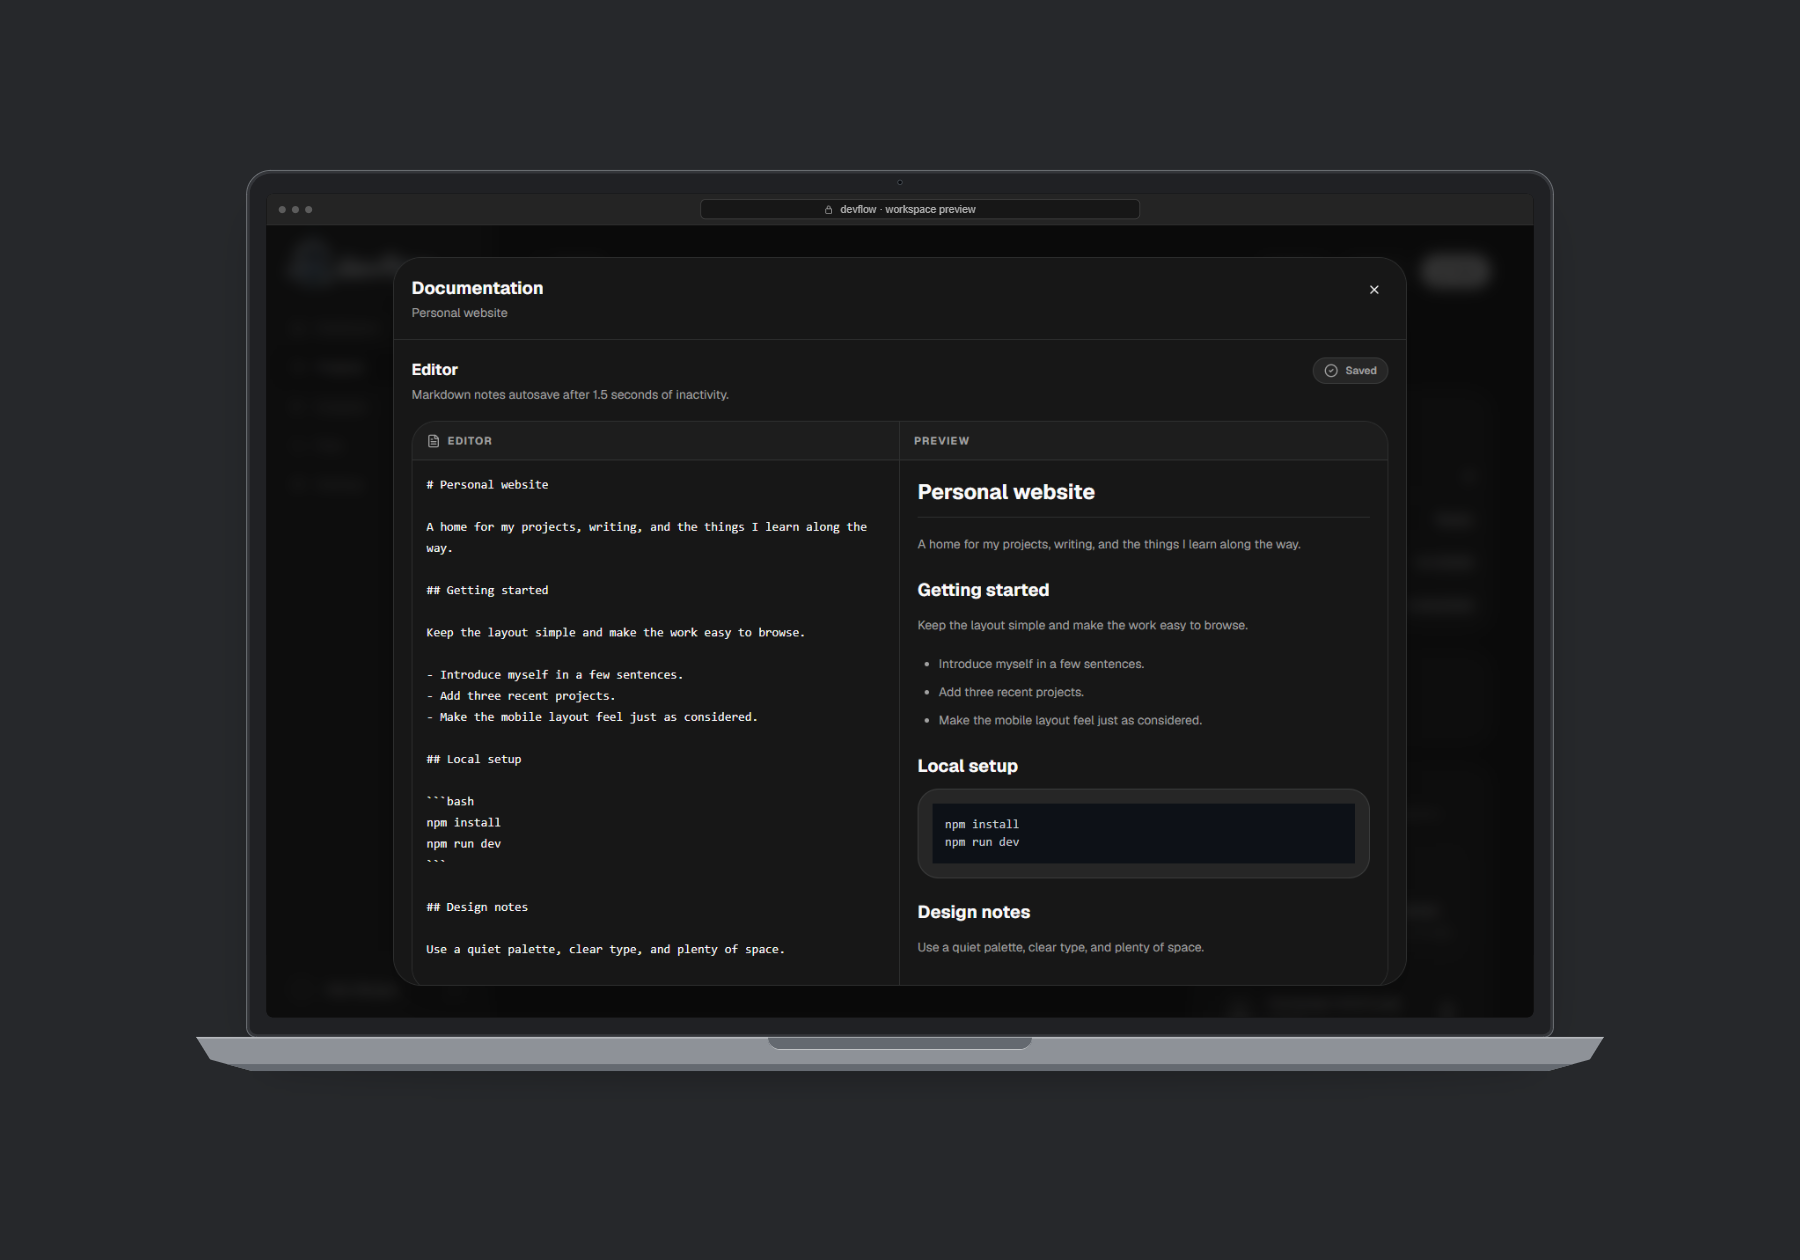 devflow · workspace preview
Documentation
Personal website
Editor
Saved
Markdown notes autosave after 1.5 seconds of inactivity.
EDITOR
# Personal website
A home for my projects, writing, and the things I learn along the
way.
## Getting started
Keep the layout simple and make the work easy to browse.
- Introduce myself in a few sentences.
- Add three recent projects.
- Make the mobile layout feel just as considered.
## Local setup
```bash
npm install
npm run dev
```
## Design notes
Use a quiet palette, clear type, and plenty of space.
PREVIEW
Personal website
A home for my projects, writing, and the things I learn along the way.
Getting started
Keep the layout simple and make the work easy to browse.
• Introduce myself in a few sentences.
• Add three recent projects.
• Make the mobile layout feel just as considered.
Local setup
npm install
npm run dev
Design notes
Use a quiet palette, clear type, and plenty of space.